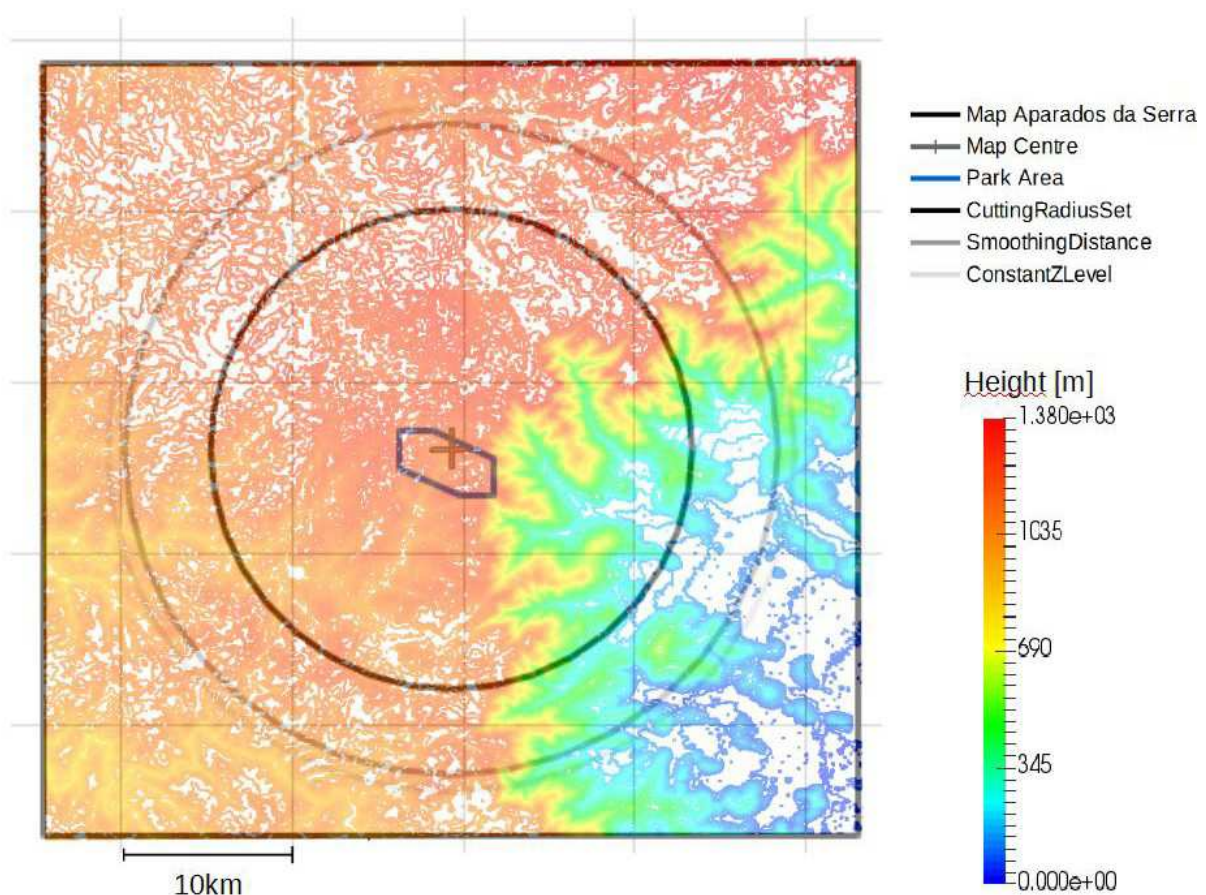 Map Aparados da Serra
Map Centre
Park Area
CuttingRadiusSet
SmoothingDistance
ConstantZLevel
Height [m]
1.380e+03
1035
690
345
0.000e+00
10km